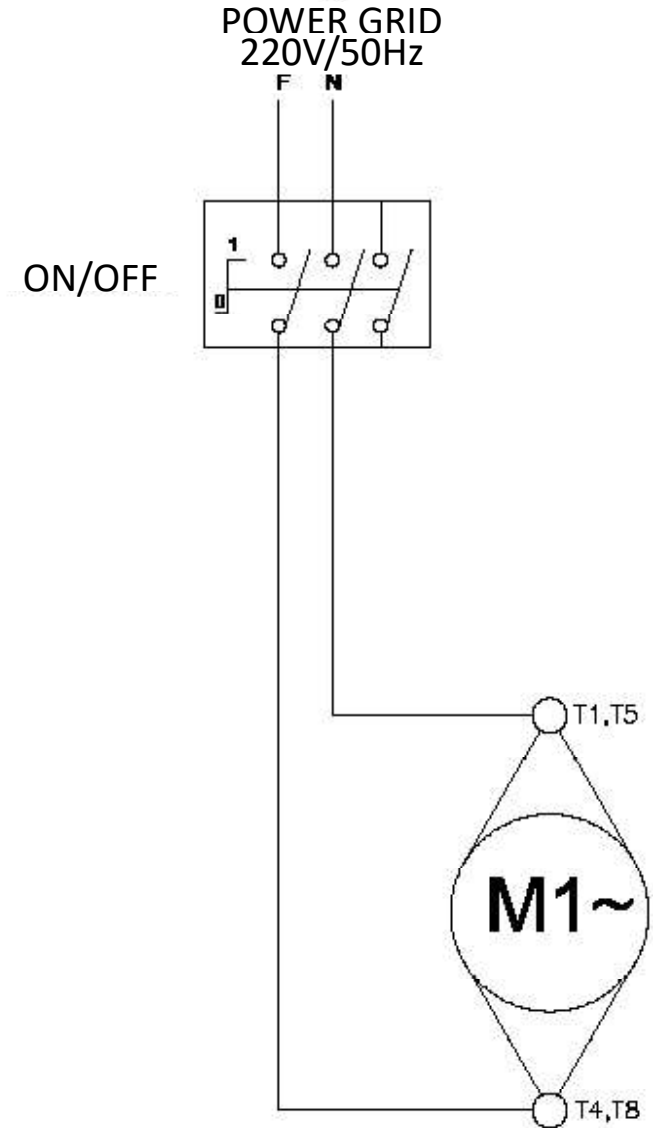 POWER GRID
220V/50Hz
F N
1
ON/OFF
0
T1,T5
M1~
T4,T8